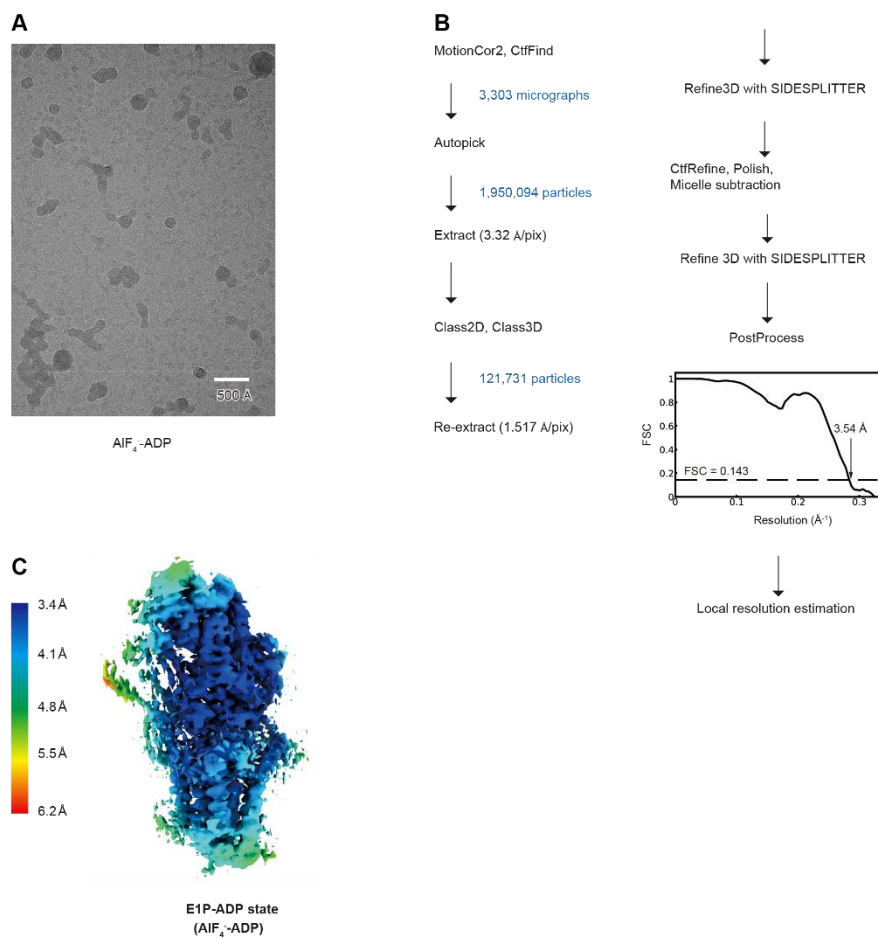 A
500 Å
AlF4--ADP
B
MotionCor2, CtfFind
3,303 micrographs
Autopick
1,950,094 particles
Extract (3.32 Å/pix)
Class2D, Class3D
121,731 particles
Re-extract (1.517 Å/pix)
Refine3D with SIDESPLITTER
CtfRefine, Polish,
Micelle subtraction
Refine 3D with SIDESPLITTER
PostProcess
1
0.8
0.6
0.4
0.2
0
FSC
3.54 Å
FSC = 0.143
0
0.1
0.2
0.3
Resolution (Å-1)
Local resolution estimation
C
3.4Å
4.1Å
4.8Å
5.5Å
6.2Å
E1P-ADP state
(AlF4--ADP)